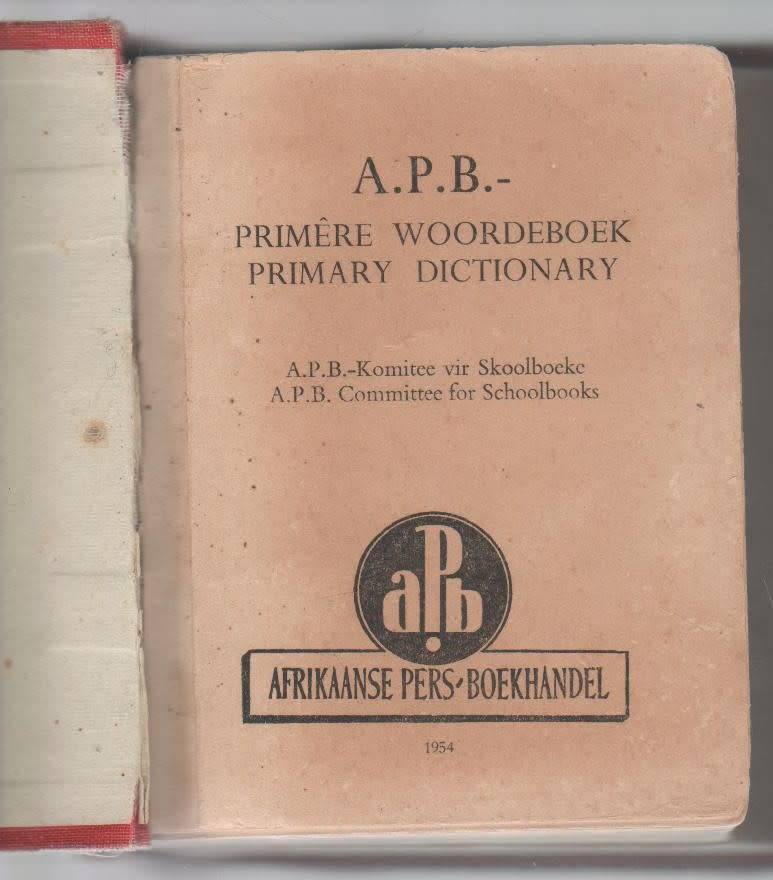 A.P.B.-
PRIMÊRE WOORDEBOEK
PRIMARY DICTIONARY
A.P.B.-Komitee vir Skoolboeke
A.P.B. Committee for Schoolbooks
aPb
AFRIKAANSE PERS-BOEKHANDEL
1954